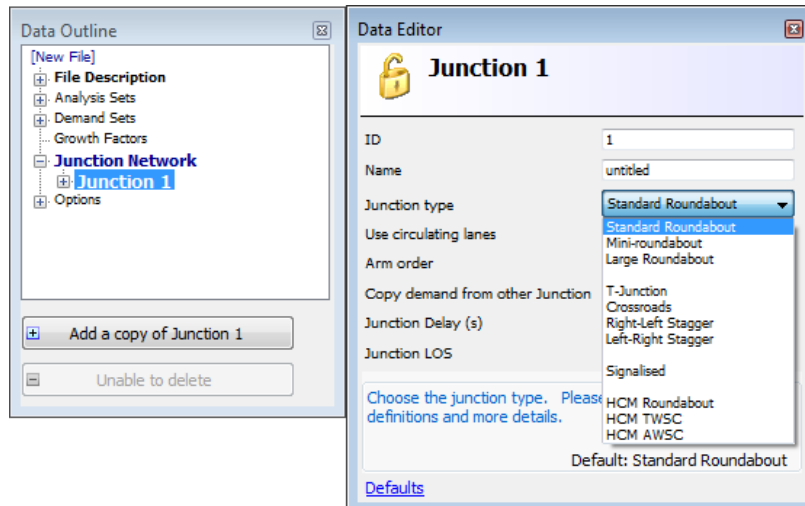 Data Outline
[New File]
File Description
Analysis Sets
Demand Sets
Growth Factors
Junction Network
Junction 1
Options
Add a copy of Junction 1
Unable to delete
Data Editor
Junction 1
ID 1
Name untitled
Junction type Standard Roundabout
Use circulating lanes
Arm order
Copy demand from other Junction
Junction Delay (s)
Junction LOS
Standard Roundabout
Mini-roundabout
Large Roundabout
T-Junction
Crossroads
Right-Left Stagger
Left-Right Stagger
Signalised
HCM Roundabout
HCM TWSC
HCM AWSC
Choose the junction type. Please
definitions and more details.
Default: Standard Roundabout
Defaults